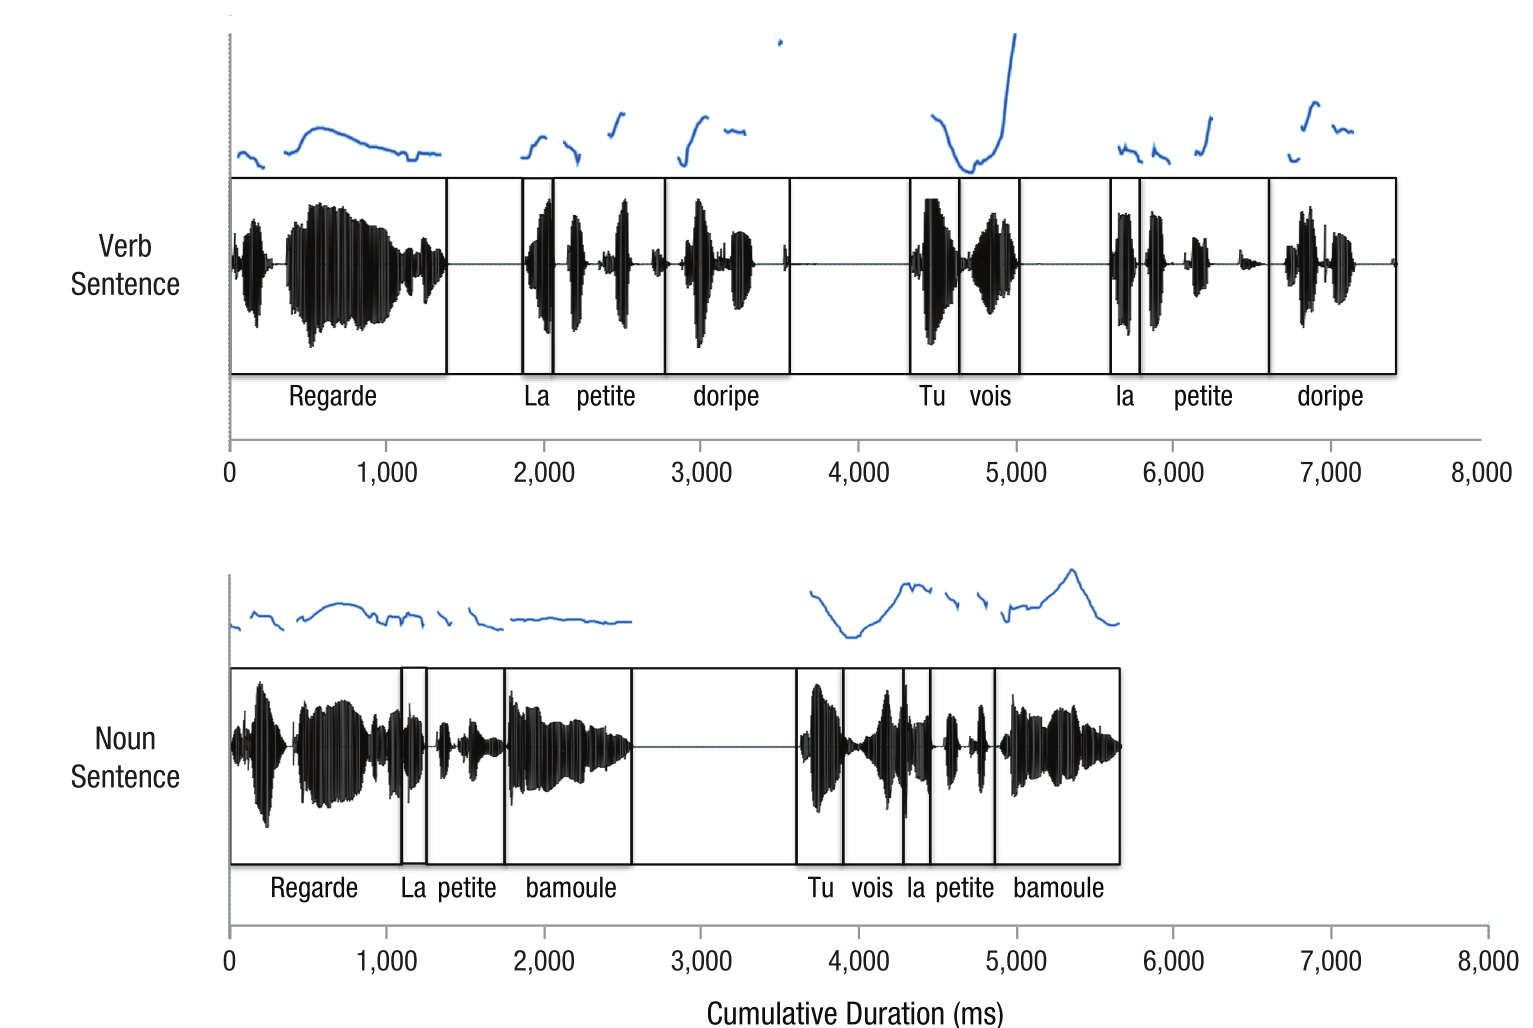 Verb
Sentence
Regarde La petite doripe Tu vois la petite doripe
0 1,000 2,000 3,000 4,000 5,000 6,000 7,000 8,000
Noun
Sentence
Regarde La petite bamoule Tu vois la petite bamoule
0 1,000 2,000 3,000 4,000 5,000 6,000 7,000 8,000
Cumulative Duration (ms)